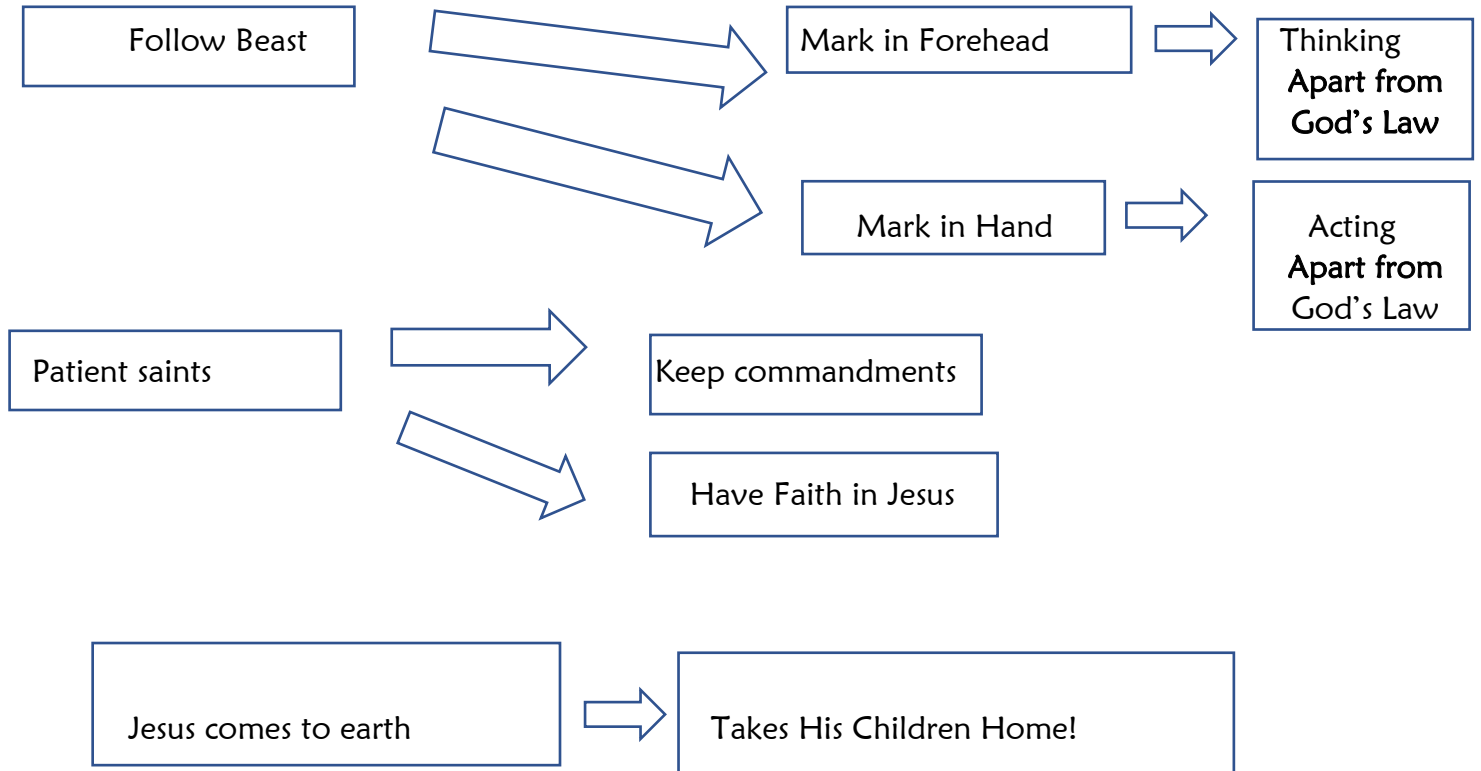 Follow Beast
Mark in Forehead
Thinking
Apart from
God's Law
Mark in Hand
Acting
Apart from
God's Law
Patient saints
Keep commandments
Have Faith in Jesus
Jesus comes to earth
Takes His Children Home!